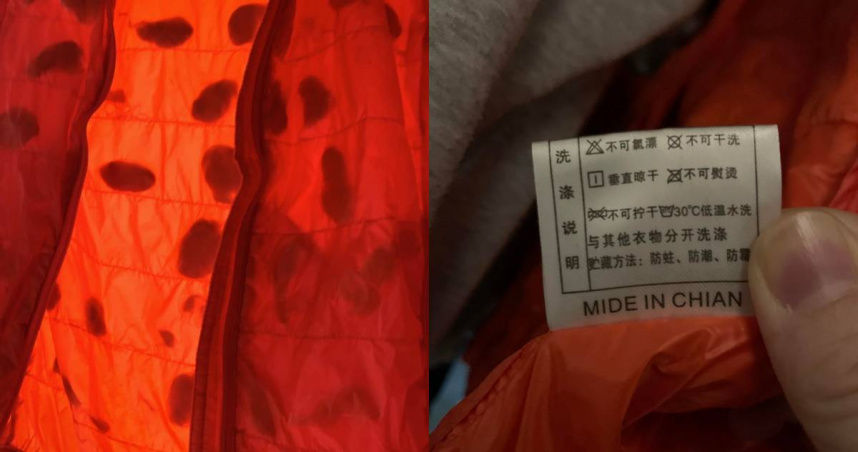 洗涤说明
不可氯漂 不可干洗
垂直晾干 不可熨烫
不可拧干 30℃低温水洗
与其他衣物分开洗涤
贮藏方法：防蛀、防潮、防霉
MIDE IN CHIAN